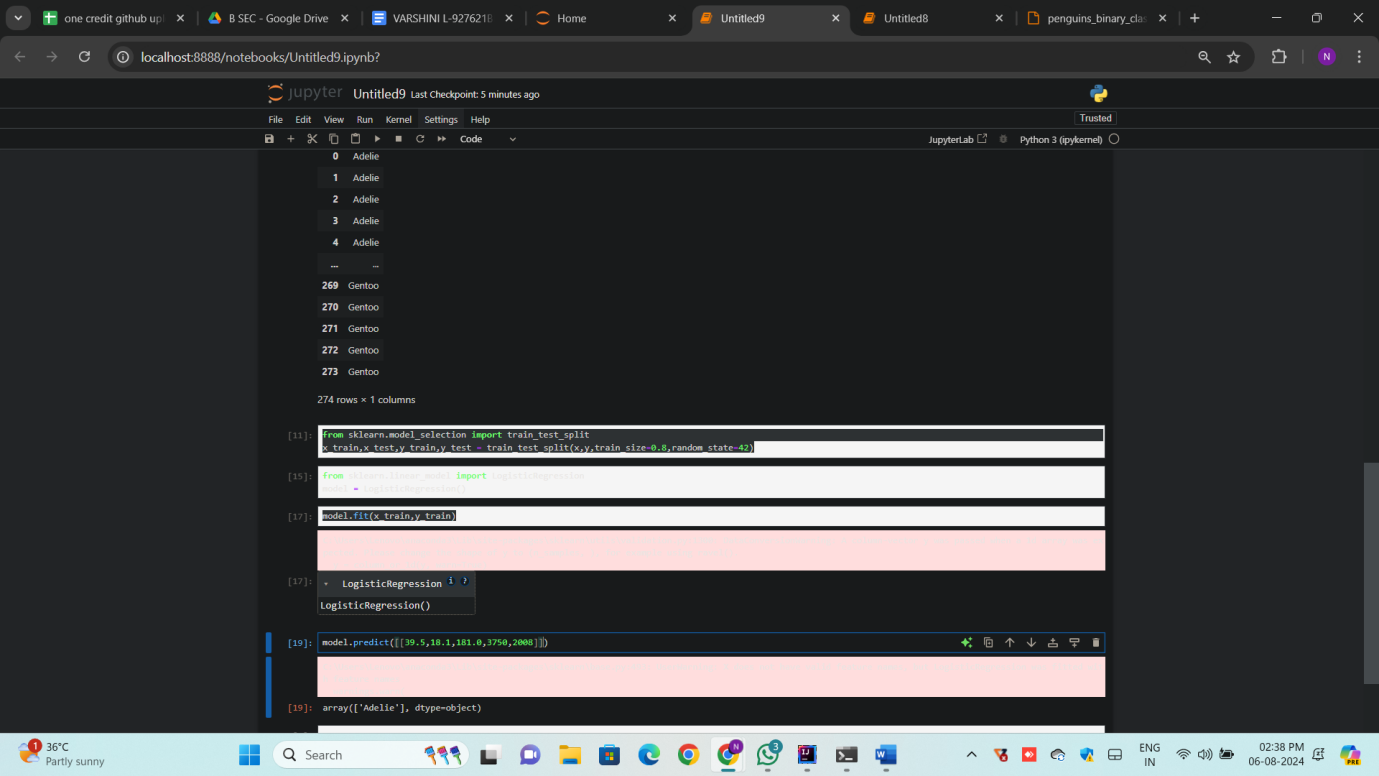 one credit github up
B SEC - Google Drive
VARSHINI L-927621B
Home
Untitled9
Untitled8
penguins_binary_clas
localhost:8888/notebooks/Untitled9.ipynb?
N
jupyter Untitled9 Last Checkpoint: 5 minutes ago
File Edit View Run Kernel Settings Help
Trusted
Code
JupyterLab
Python 3 (ipykernel)
0 Adelie
1 Adelie
2 Adelie
3 Adelie
4 Adelie
... ...
269 Gentoo
270 Gentoo
271 Gentoo
272 Gentoo
273 Gentoo
274 rows × 1 columns
[11]: from sklearn.model_selection import train_test_split
x_train,x_test,y_train,y_test = train_test_split(x,y,train_size=0.8,random_state=42)
[15]: from sklearn.linear_model import LogisticRegression
model = LogisticRegression()
[17]: model.fit(x_train,y_train)
[17]: LogisticRegression i ?
LogisticRegression()
[19]: model.predict([[39.5,18.1,181.0,3750,2008]])
[19]: array(['Adelie'], dtype=object)
1
36°C
Partly sunny
Search
N
3
ENG
IN
02:38 PM
06-08-2024
PRE